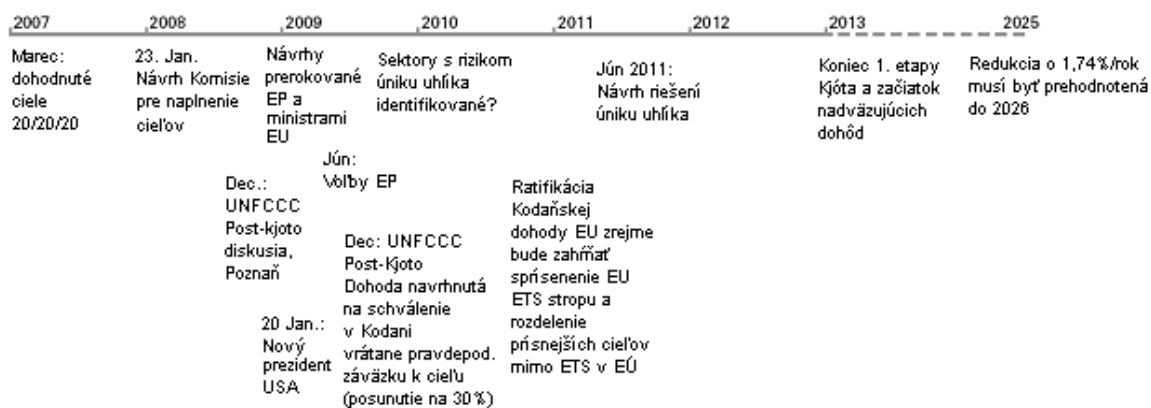 2007 2008 2009 2010 2011 2012 2013 2025
Marec:
dohodnuté
ciele
20/20/20
23. Jan.
Návrh Komisie
pre naplnenie
cieľov
Návrhy
prerokované
EP a
ministrami
EU
Sektory s rizikom
úniku uhlíka
identifikované?
Jún 2011:
Návrh riešení
úniku uhlíka
Koniec 1. etapy
Kjóta a začiatok
nadväzujúcich
dohôd
Redukcia o 1,74%/rok
musí byť prehodnotená
do 2026
Dec.:
UNFCCC
Post-kjoto
diskusia,
Poznaň
Jún:
Voľby EP
20 Jan.:
Nový
prezident
USA
Dec: UNFCCC
Post-Kjoto
Dohoda navrhnutá
na schválenie
v Kodani
vrátane pravdepod.
záväzku k cieľu
(posunutie na 30%)
Ratifikácia
Kodaňskej
dohody EU zrejme
bude zahŕňať
sprísenenie EU
ETS stropu a
rozdelenie
prísnejších cieľov
mimo ETS v EÚ